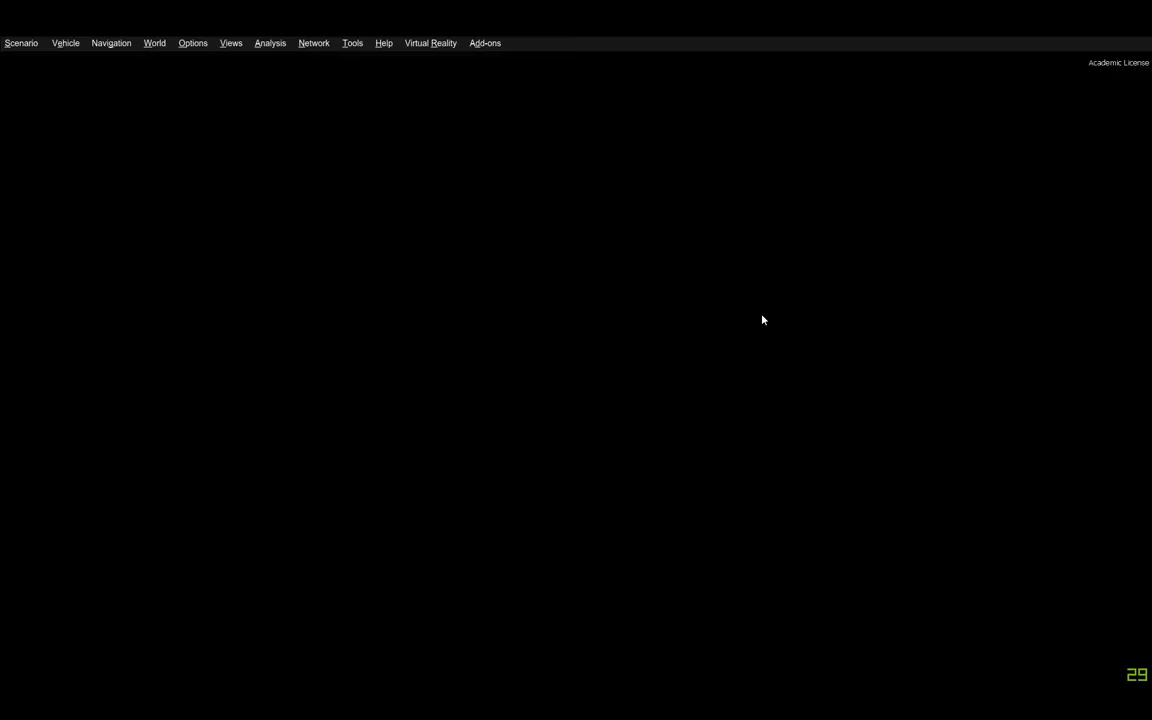 Scenario Vehicle Navigation World Options Views Analysis Network Tools Help Virtual Reality Add-ons
Academic License
29